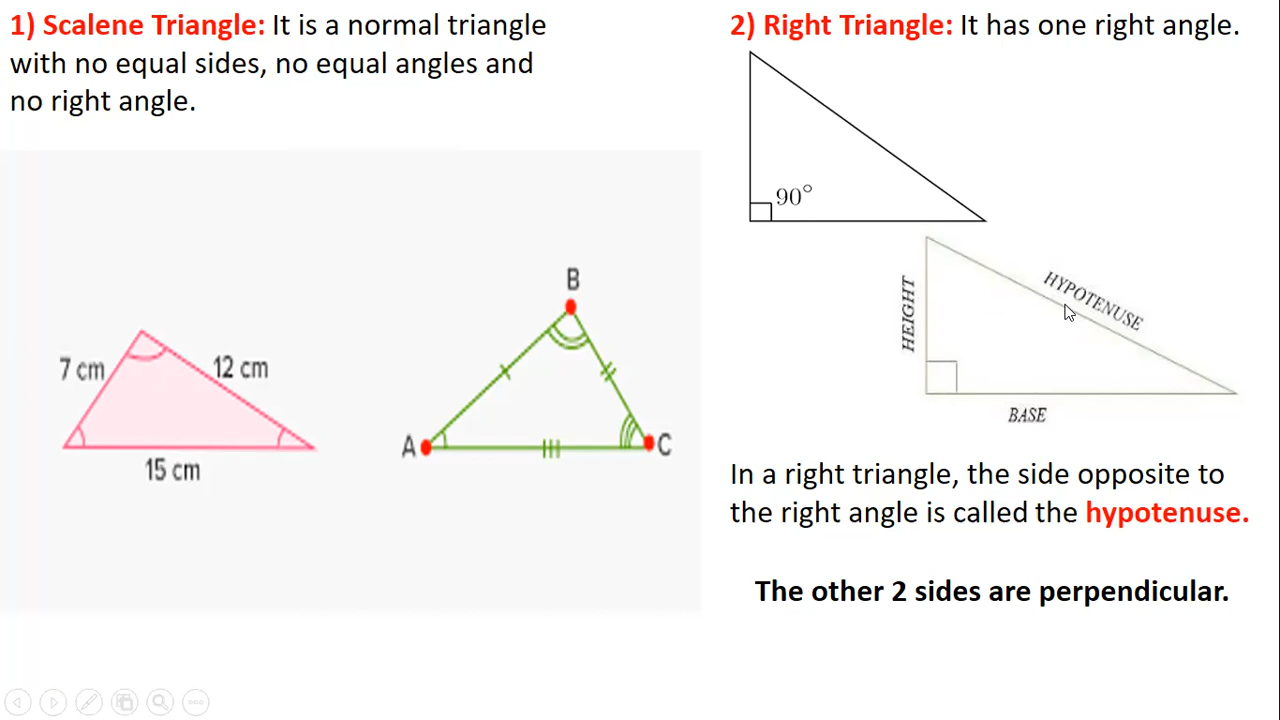 1) Scalene Triangle: It is a normal triangle
with no equal sides, no equal angles and
no right angle.
7 cm
12 cm
15 cm
B
A
C
2) Right Triangle: It has one right angle.
90°
HEIGHT
HYPOTENUSE
BASE
In a right triangle, the side opposite to
the right angle is called the hypotenuse.
The other 2 sides are perpendicular.